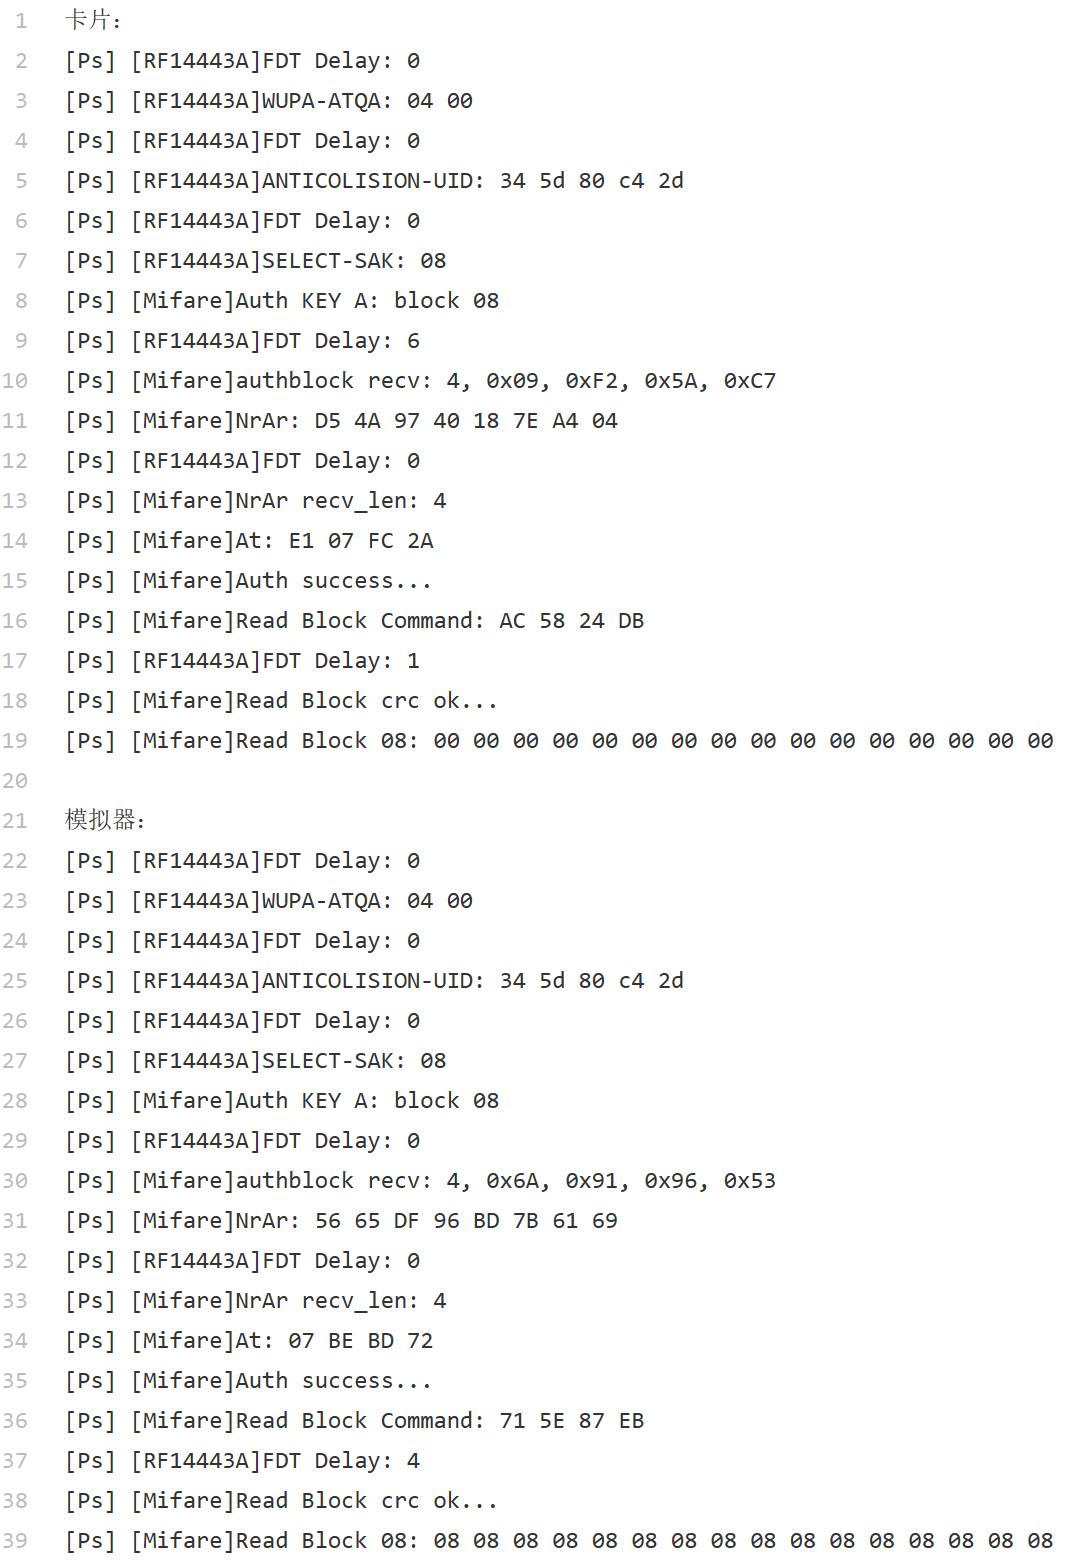 1 卡片：
2 [Ps] [RF14443A]FDT Delay: 0
3 [Ps] [RF14443A]WUPA-ATQA: 04 00
4 [Ps] [RF14443A]FDT Delay: 0
5 [Ps] [RF14443A]ANTICOLISION-UID: 34 5d 80 c4 2d
6 [Ps] [RF14443A]FDT Delay: 0
7 [Ps] [RF14443A]SELECT-SAK: 08
8 [Ps] [Mifare]Auth KEY A: block 08
9 [Ps] [RF14443A]FDT Delay: 6
10 [Ps] [Mifare]authblock recv: 4, 0x09, 0xF2, 0x5A, 0xC7
11 [Ps] [Mifare]NrAr: D5 4A 97 40 18 7E A4 04
12 [Ps] [RF14443A]FDT Delay: 0
13 [Ps] [Mifare]NrAr recv_len: 4
14 [Ps] [Mifare]At: E1 07 FC 2A
15 [Ps] [Mifare]Auth success...
16 [Ps] [Mifare]Read Block Command: AC 58 24 DB
17 [Ps] [RF14443A]FDT Delay: 1
18 [Ps] [Mifare]Read Block crc ok...
19 [Ps] [Mifare]Read Block 08: 00 00 00 00 00 00 00 00 00 00 00 00 00 00 00 00
20
21 模拟器：
22 [Ps] [RF14443A]FDT Delay: 0
23 [Ps] [RF14443A]WUPA-ATQA: 04 00
24 [Ps] [RF14443A]FDT Delay: 0
25 [Ps] [RF14443A]ANTICOLISION-UID: 34 5d 80 c4 2d
26 [Ps] [RF14443A]FDT Delay: 0
27 [Ps] [RF14443A]SELECT-SAK: 08
28 [Ps] [Mifare]Auth KEY A: block 08
29 [Ps] [RF14443A]FDT Delay: 0
30 [Ps] [Mifare]authblock recv: 4, 0x6A, 0x91, 0x96, 0x53
31 [Ps] [Mifare]NrAr: 56 65 DF 96 BD 7B 61 69
32 [Ps] [RF14443A]FDT Delay: 0
33 [Ps] [Mifare]NrAr recv_len: 4
34 [Ps] [Mifare]At: 07 BE BD 72
35 [Ps] [Mifare]Auth success...
36 [Ps] [Mifare]Read Block Command: 71 5E 87 EB
37 [Ps] [RF14443A]FDT Delay: 4
38 [Ps] [Mifare]Read Block crc ok...
39 [Ps] [Mifare]Read Block 08: 08 08 08 08 08 08 08 08 08 08 08 08 08 08 08 08